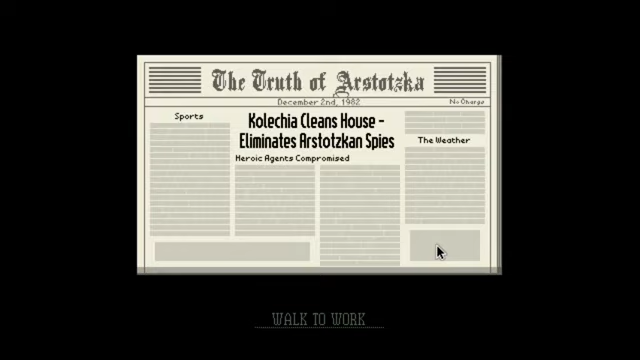 The Truth of Arstotzka
December 2nd, 1982
No Charge
Sports
Kolechia Cleans House -
Eliminates Arstotzkan Spies
Heroic Agents Compromised
The Weather
WALK TO WORK